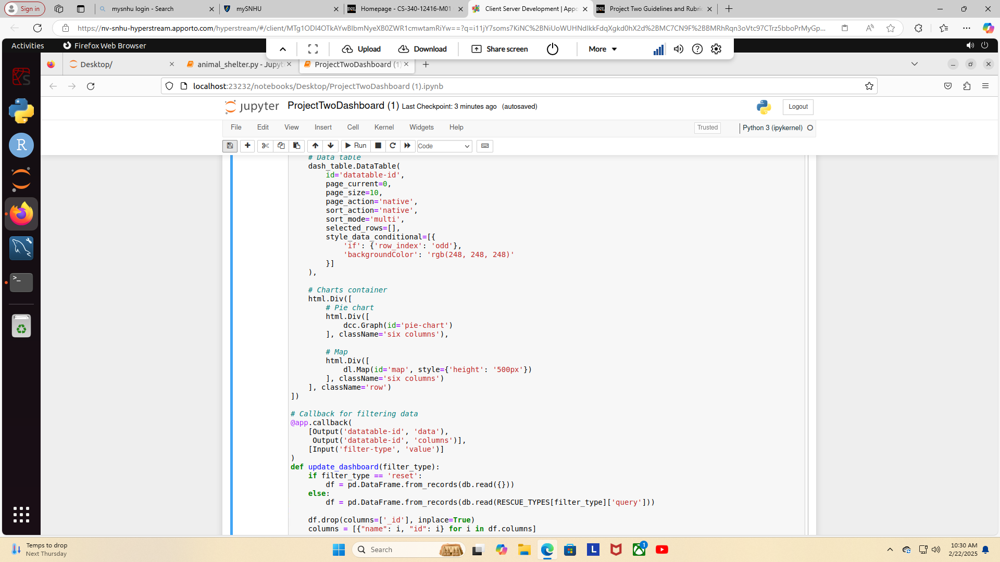 Sign in
mysnhu login - Search
mySNHU
Homepage - CS-340-12416-M01
Client Server Development | Appo
Project Two Guidelines and Rubri
https://nv-snhu-hyperstream.apporto.com/hyperstream/#/client/
Activities
Firefox Web Browser
Upload
Download
Share screen
More
Desktop/
animal_shelter.py - Jupyt
ProjectTwoDashboard (1)
localhost:23232/notebooks/Desktop/ProjectTwoDashboard (1).ipynb
jupyter
ProjectTwoDashboard (1) Last Checkpoint: 3 minutes ago (autosaved)
Logout
File Edit View Insert Cell Kernel Widgets Help
Trusted
Python 3 (ipykernel)
Run
Code
# Data table
dash_table.DataTable(
id='datatable-id',
page_current=0,
page_size=10,
page_action='native',
sort_action='native',
sort_mode='multi',
selected_rows=[],
style_data_conditional=[{
'if': {'row_index': 'odd'},
'backgroundColor': 'rgb(248, 248, 248)'
}]
),
# Charts container
html.Div([
# Pie chart
html.Div([
dcc.Graph(id='pie-chart')
], className='six columns'),
# Map
html.Div([
dl.Map(id='map', style={'height': '500px'})
], className='six columns')
], className='row')
])
# Callback for filtering data
@app.callback(
[Output('datatable-id', 'data'),
Output('datatable-id', 'columns')],
[Input('filter-type', 'value')]
)
def update_dashboard(filter_type):
if filter_type == 'reset':
df = pd.DataFrame.from_records(db.read({}))
else:
df = pd.DataFrame.from_records(db.read(RESCUE_TYPES[filter_type]['query']))
df.drop(columns=['_id'], inplace=True)
columns = [{"name": i, "id": i} for i in df.columns]
Temps to drop
Next Thursday
Search
1
10:30 AM
2/22/2025